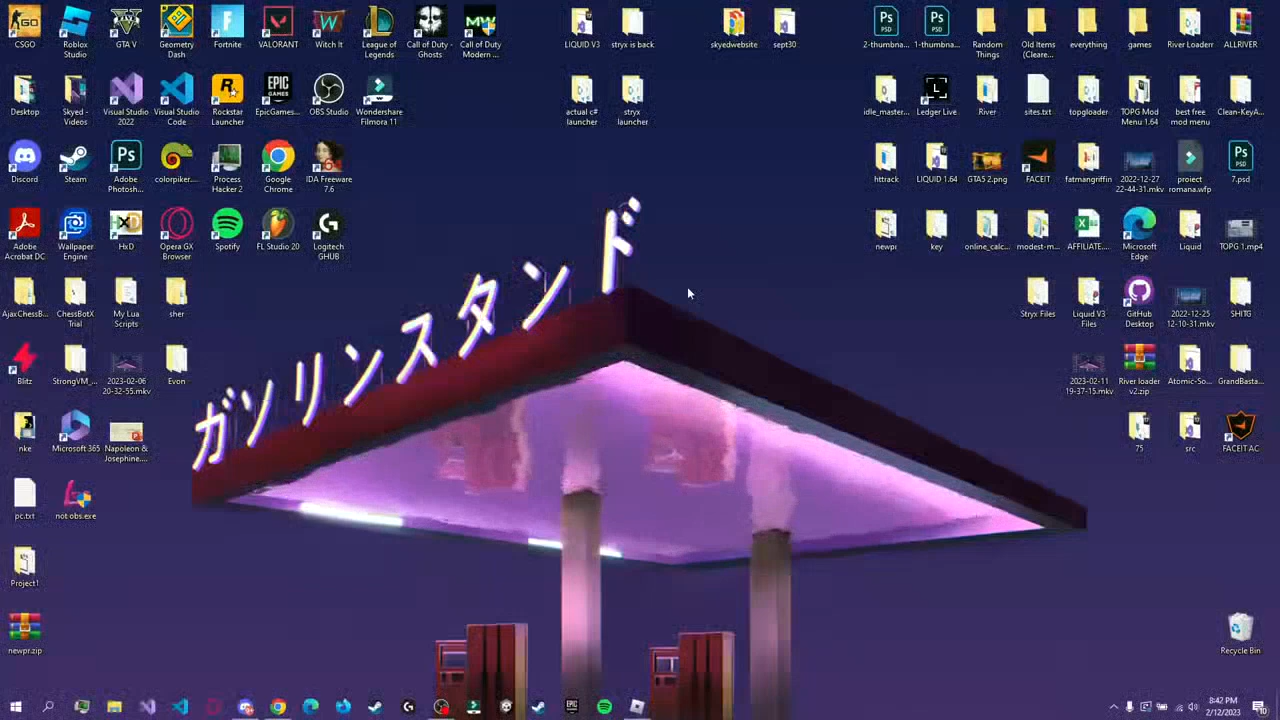 CSGO
Roblox Studio
GTA V
Geometry Dash
Fortnite
VALORANT
Witch It
League of Legends
Call of Duty - Ghosts
Call of Duty Modern ...
LIQUID V3
stryx is back
skyedwebsite
sept30
2-thumbna...
1-thumbna...
Random Things
Old Items (Cleare...
everything
games
River Loaderr
ALLRIVER
Desktop
Skyed - Videos
Visual Studio 2022
Visual Studio Code
Rockstar Launcher
EpicGames...
OBS Studio
Wondershare Filmora 11
actual c# launcher
stryx launcher
idle_master...
Ledger Live
River
sites.txt
topgloader
TOPG Mod Menu 1.64
best free mod menu
Clean-KeyA...
Discord
Steam
Adobe Photosh...
colorpiker....
Process Hacker 2
Google Chrome
IDA Freeware 7.6
httrack
LIQUID 1.64
GTA5 2.png
FACEIT
fatmangriffin
2022-12-27 22-44-31.mkv
proiect romana.wfp
7.psd
Adobe Acrobat DC
Wallpaper Engine
HxD
Opera GX Browser
Spotify
FL Studio 20
Logitech GHUB
newpr
key
online_calc...
modest-m...
AFFILIATE....
Microsoft Edge
Liquid
TOPG 1.mp4
AjaxChessB...
ChessBotX Trial
My Lua Scripts
sher
Stryx Files
Liquid V3 Files
GitHub Desktop
2022-12-25 12-10-31.mkv
SHITG
Blitz
StrongVM_...
2023-02-06 20-32-55.mkv
Evon
2023-02-11 19-37-15.mkv
River loader v2.zip
Atomic-So...
GrandBasta...
nke
Microsoft 365
Napoleon & Josephine....
75
src
FACEIT AC
pc.txt
not obs.exe
Project1
newpr.zip
Recycle Bin
ガソリンスタンド
8:42 PM
2/12/2023